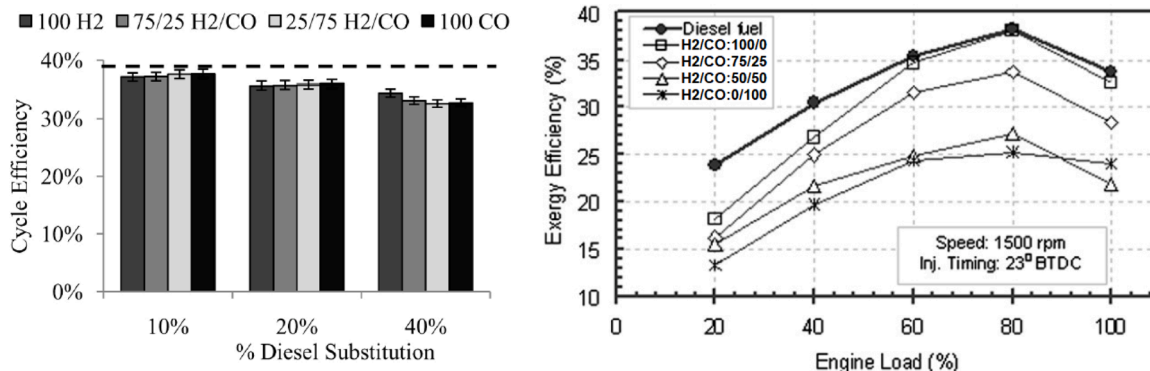 100 H2 75/25 H2/CO 25/75 H2/CO 100 CO
Cycle Efficiency
40%
30%
20%
10%
0%
10% 20% 40%
% Diesel Substitution
Exergy Efficiency (%)
40
35
30
25
20
15
10
Diesel fuel
H2/CO:100/0
H2/CO:75/25
H2/CO:50/50
H2/CO:0/100
Speed: 1500 rpm
Inj. Timing: 23⁰ BTDC
0 20 40 60 80 100
Engine Load (%)